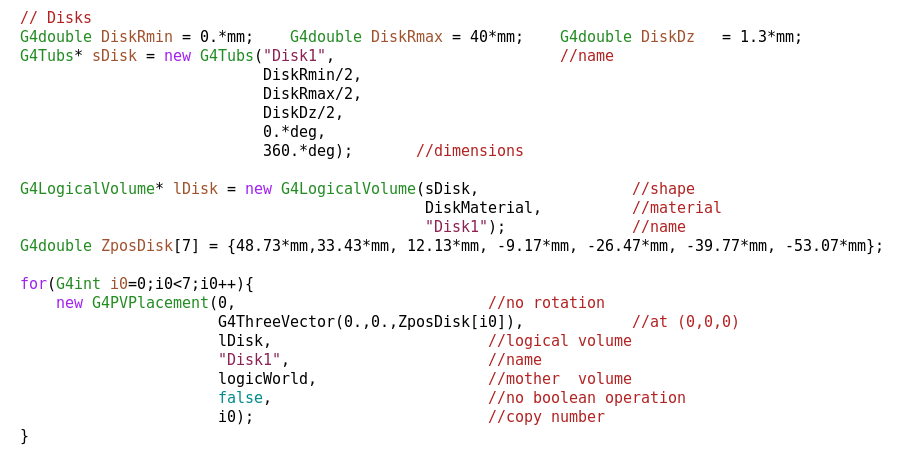 // Disks
G4double DiskRmin = 0.*mm;    G4double DiskRmax = 40*mm;    G4double DiskDz   = 1.3*mm;
G4Tubs* sDisk = new G4Tubs("Disk1",                         //name
                           DiskRmin/2,
                           DiskRmax/2,
                           DiskDz/2,
                           0.*deg,
                           360.*deg);       //dimensions

G4LogicalVolume* lDisk = new G4LogicalVolume(sDisk,                 //shape
                                             DiskMaterial,          //material
                                             "Disk1");              //name
G4double ZposDisk[7] = {48.73*mm,33.43*mm, 12.13*mm, -9.17*mm, -26.47*mm, -39.77*mm, -53.07*mm};

for(G4int i0=0;i0<7;i0++){
    new G4PVPlacement(0,                            //no rotation
                      G4ThreeVector(0.,0.,ZposDisk[i0]),            //at (0,0,0)
                      lDisk,                        //logical volume
                      "Disk1",                      //name
                      logicWorld,                   //mother  volume
                      false,                        //no boolean operation
                      i0);                          //copy number
}